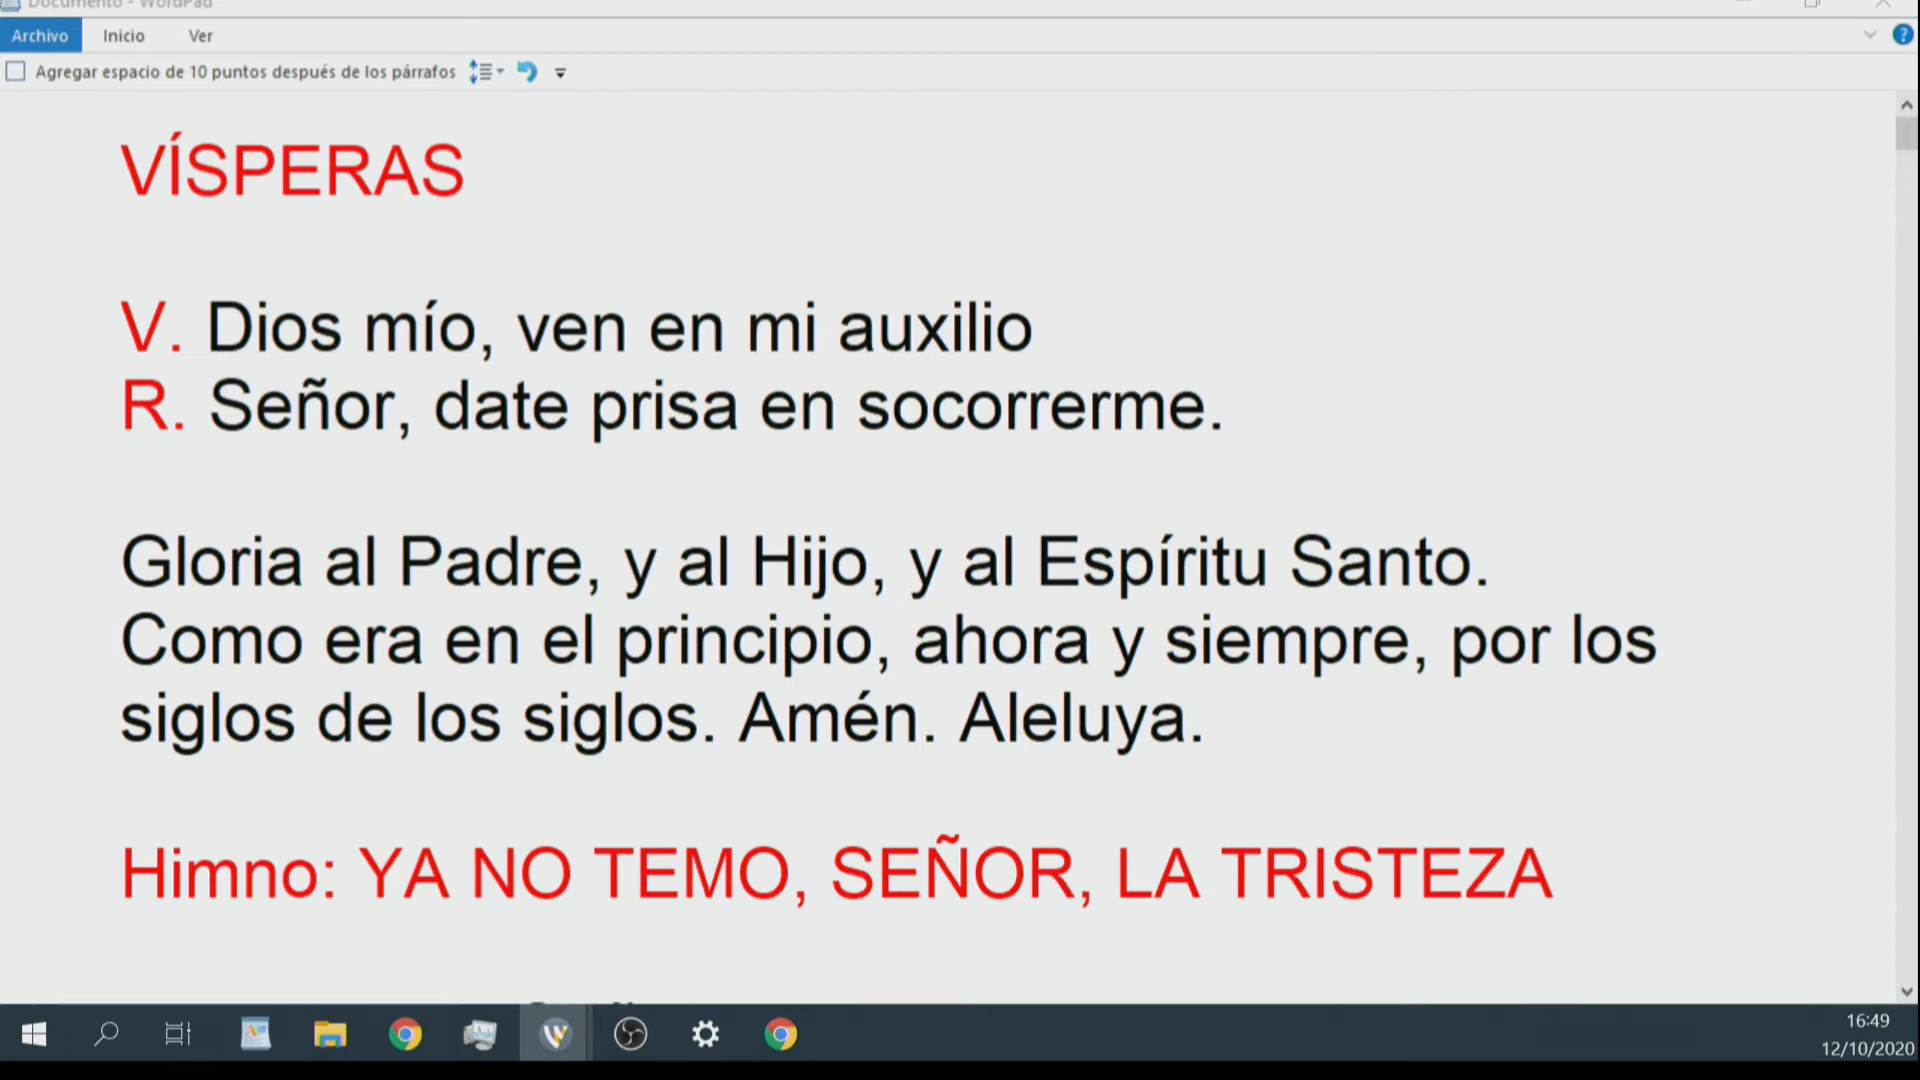 Documento - WordPad
Archivo Inicio Ver
Agregar espacio de 10 puntos después de los párrafos
VÍSPERAS
V. Dios mío, ven en mi auxilio
R. Señor, date prisa en socorrerme.
Gloria al Padre, y al Hijo, y al Espíritu Santo.
Como era en el principio, ahora y siempre, por los
siglos de los siglos. Amén. Aleluya.
Himno: YA NO TEMO, SEÑOR, LA TRISTEZA
16:49
12/10/2020